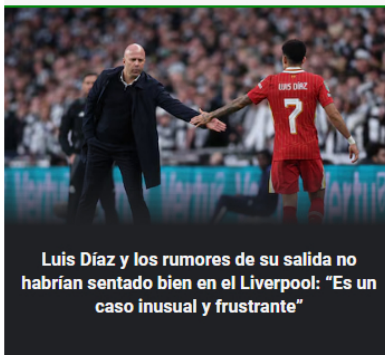 LUIS DÍAZ
7
Luis Díaz y los rumores de su salida no
habrían sentado bien en el Liverpool: “Es un
caso inusual y frustrante”